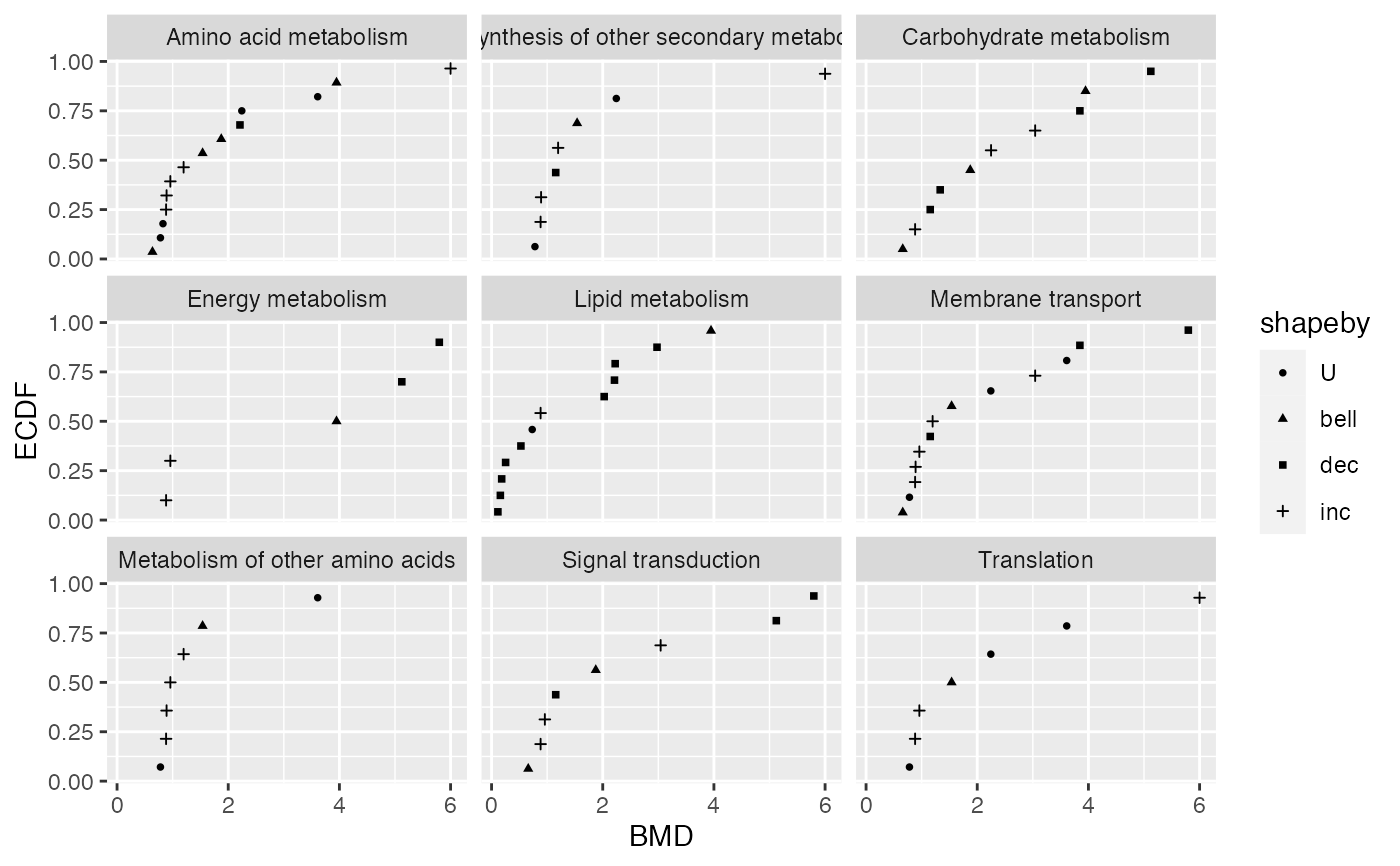 Amino acid metabolism
ynthesis of other secondary metabo
Carbohydrate metabolism
1.00
0.75
0.50
0.25
0.00
Energy metabolism
Lipid metabolism
Membrane transport
1.00
0.75
0.50
0.25
0.00
ECDF
Metabolism of other amino acids
Signal transduction
Translation
1.00
0.75
0.50
0.25
0.00
0 2 4 6
0 2 4 6
0 2 4 6
BMD
shapeby
U
bell
dec
inc